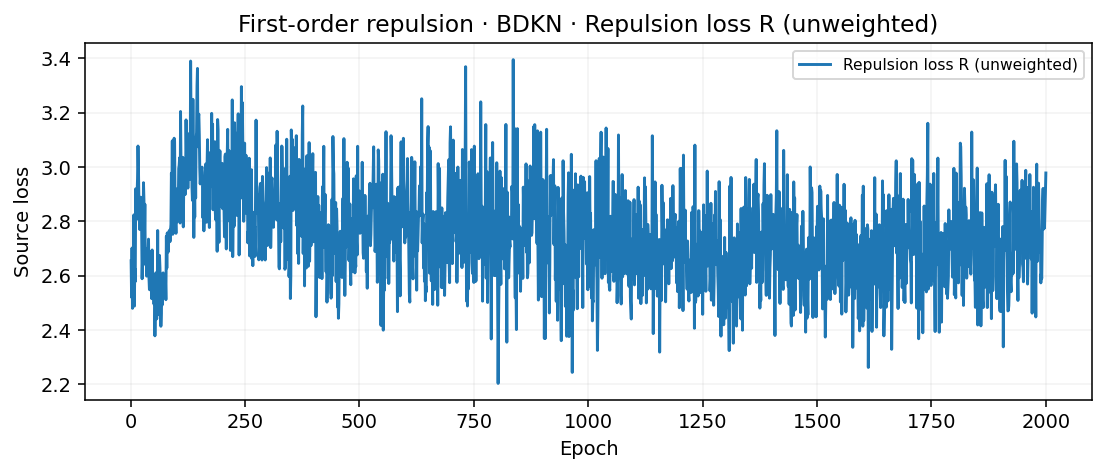 First-order repulsion · BDKN · Repulsion loss R (unweighted)
Repulsion loss R (unweighted)
Source loss
3.4
3.2
3.0
2.8
2.6
2.4
2.2
0 250 500 750 1000 1250 1500 1750 2000
Epoch